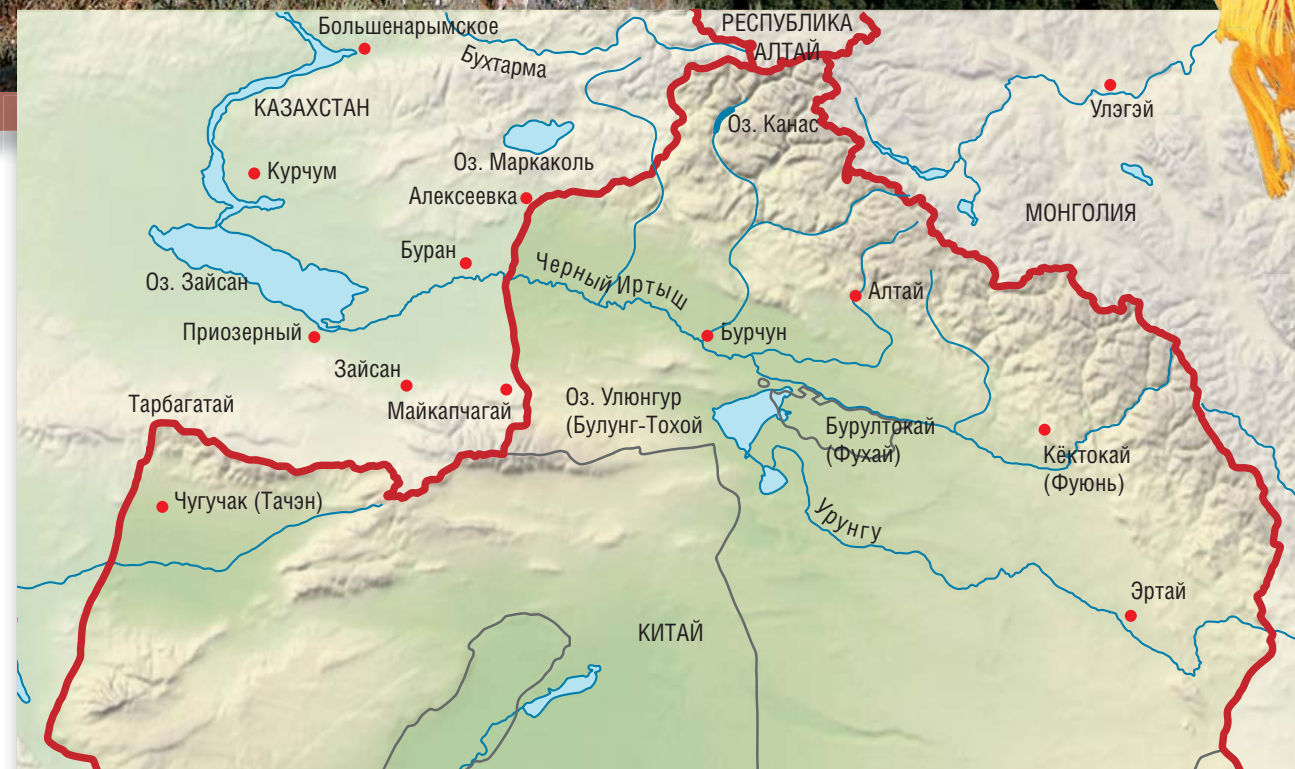 РЕСПУБЛИКА
АЛТАЙ
Большенарымское
Бухтарма
КАЗАХСТАН
Улэгэй
Оз. Канас
Оз. Маркаколь
Курчум
Алексеевка
МОНГОЛИЯ
Буран
Черный Иртыш
Оз. Зайсан
Алтай
Приозерный
Бурчун
Зайсан
Майкапчагай
Оз. Улюнгур
(Булунг-Тохой
Тарбагатай
Бурултокай
(Фухай)
Кёктокай
(Фуюнь)
Чугучак (Тачэн)
Урунгу
Эртай
КИТАЙ